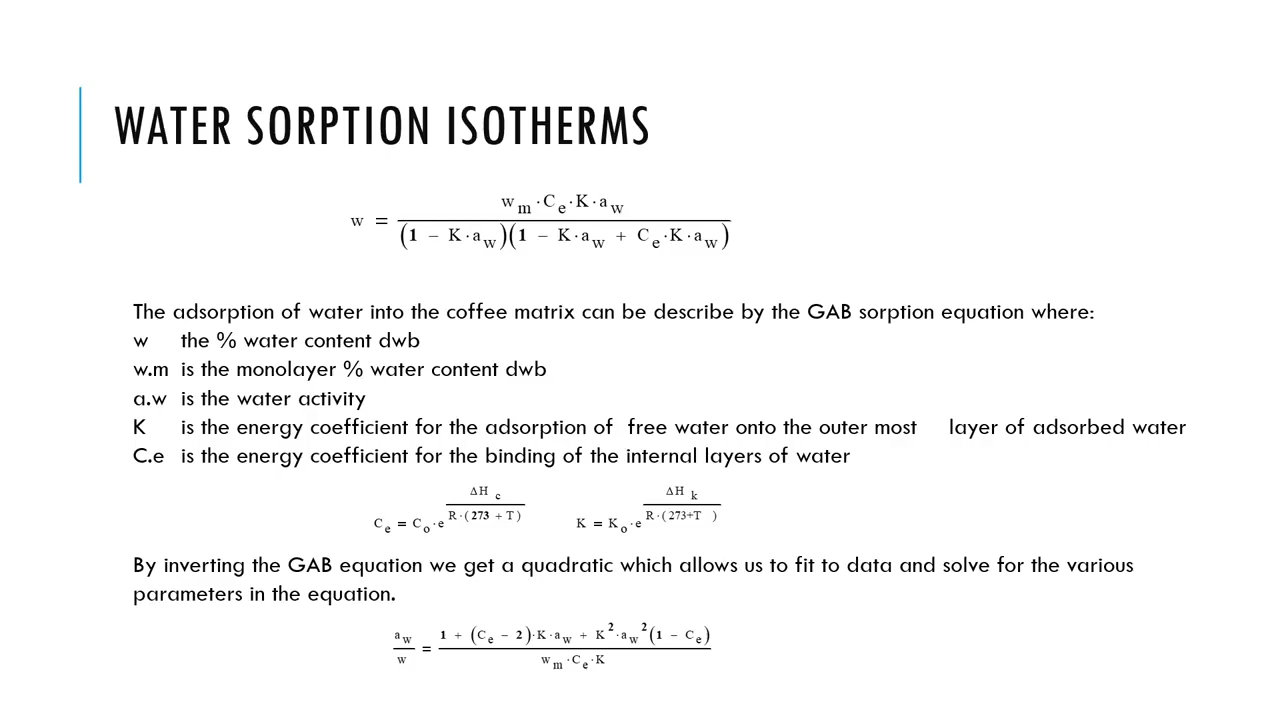 WATER SORPTION ISOTHERMS
w = w_m · C_e · K · a_w / (1 − K · a_w)(1 − K · a_w + C_e · K · a_w)
The adsorption of water into the coffee matrix can be describe by the GAB sorption equation where:
w the % water content dwb
w.m is the monolayer % water content dwb
a.w is the water activity
K is the energy coefficient for the adsorption of free water onto the outer most layer of adsorbed water
C.e is the energy coefficient for the binding of the internal layers of water
C_e = C_o · e^(ΔH_c / R · (273 + T)) K = K_o · e^(ΔH_k / R · (273+T))
By inverting the GAB equation we get a quadratic which allows us to fit to data and solve for the various
parameters in the equation.
a_w / w = 1 + (C_e − 2) · K · a_w + K^2 · a_w^2 (1 − C_e) / w_m · C_e · K